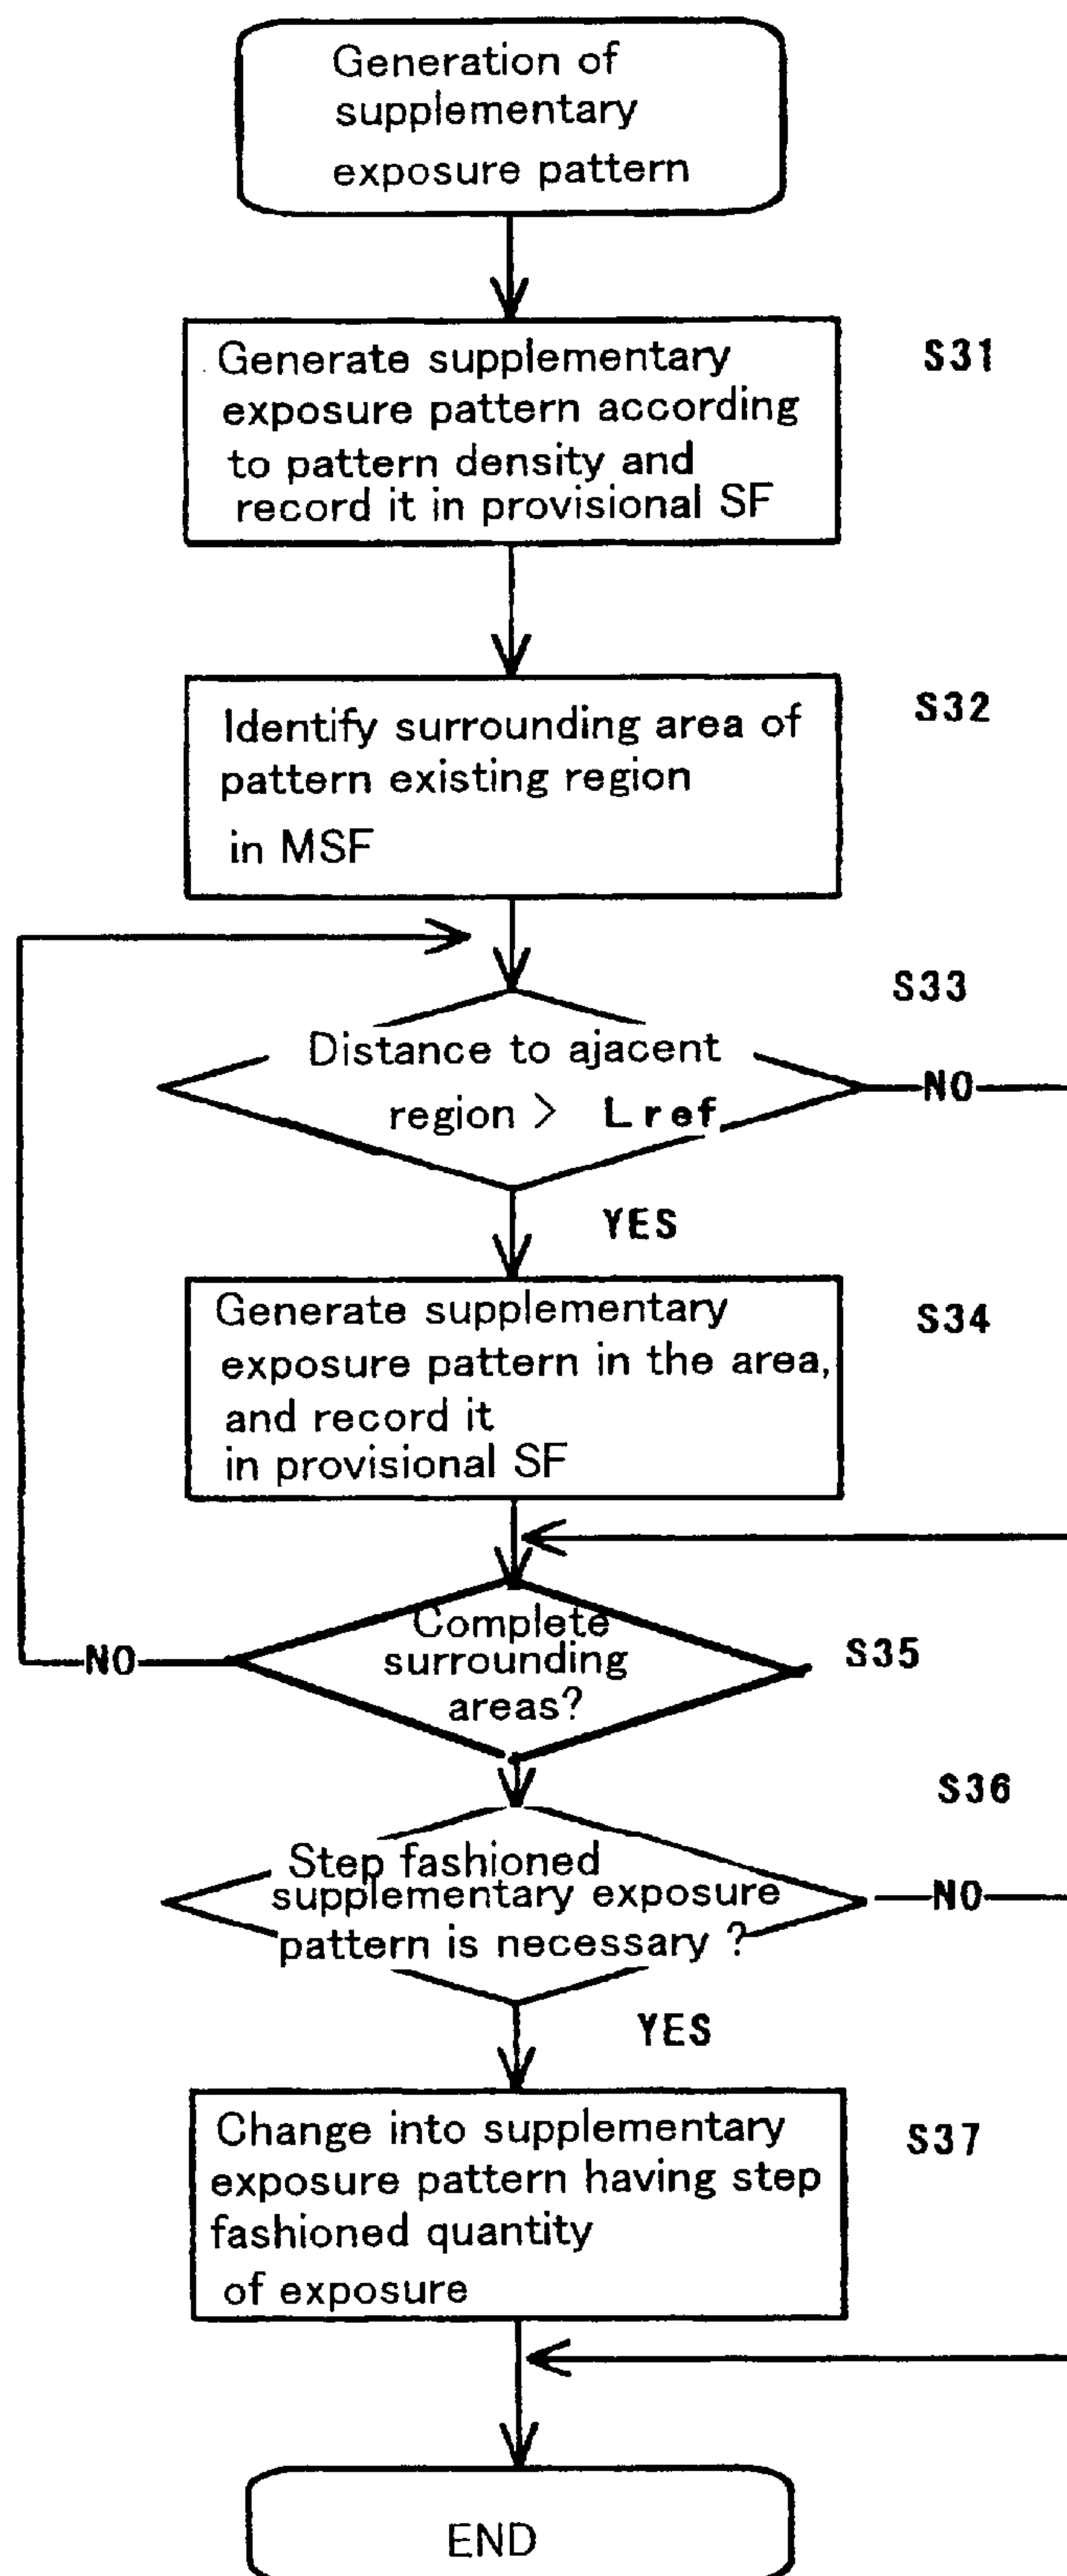 Generation of
supplementary
exposure pattern
Generate supplementary
exposure pattern according
to pattern density and
record it in provisional SF
S31
Identify surrounding area of
pattern existing region
in MSF
S32
Distance to ajacent
region > Lref
S33
NO
YES
Generate supplementary
exposure pattern in the area,
and record it
in provisional SF
S34
Complete
surrounding
areas?
S35
NO
Step fashioned
supplementary exposure
pattern is necessary ?
S36
NO
YES
Change into supplementary
exposure pattern having step
fashioned quantity
of exposure
S37
END